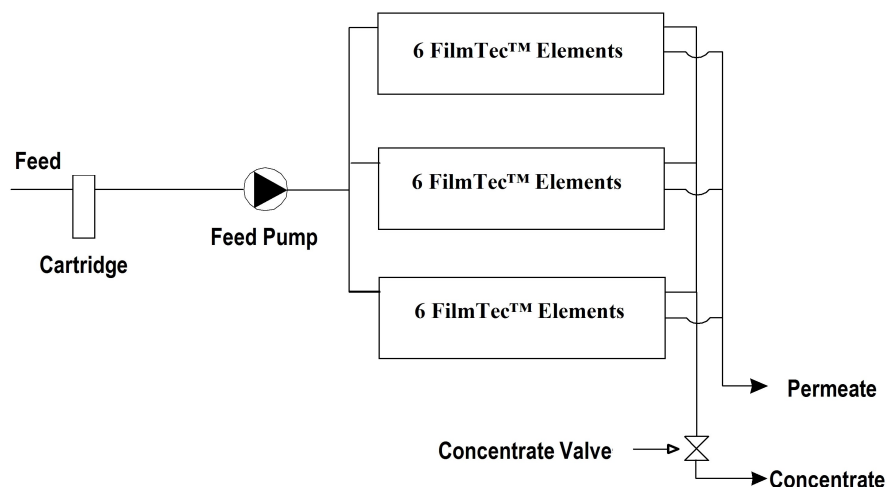 6 FilmTec™ Elements
Feed
6 FilmTec™ Elements
Feed Pump
Cartridge
6 FilmTec™ Elements
Permeate
Concentrate Valve
Concentrate